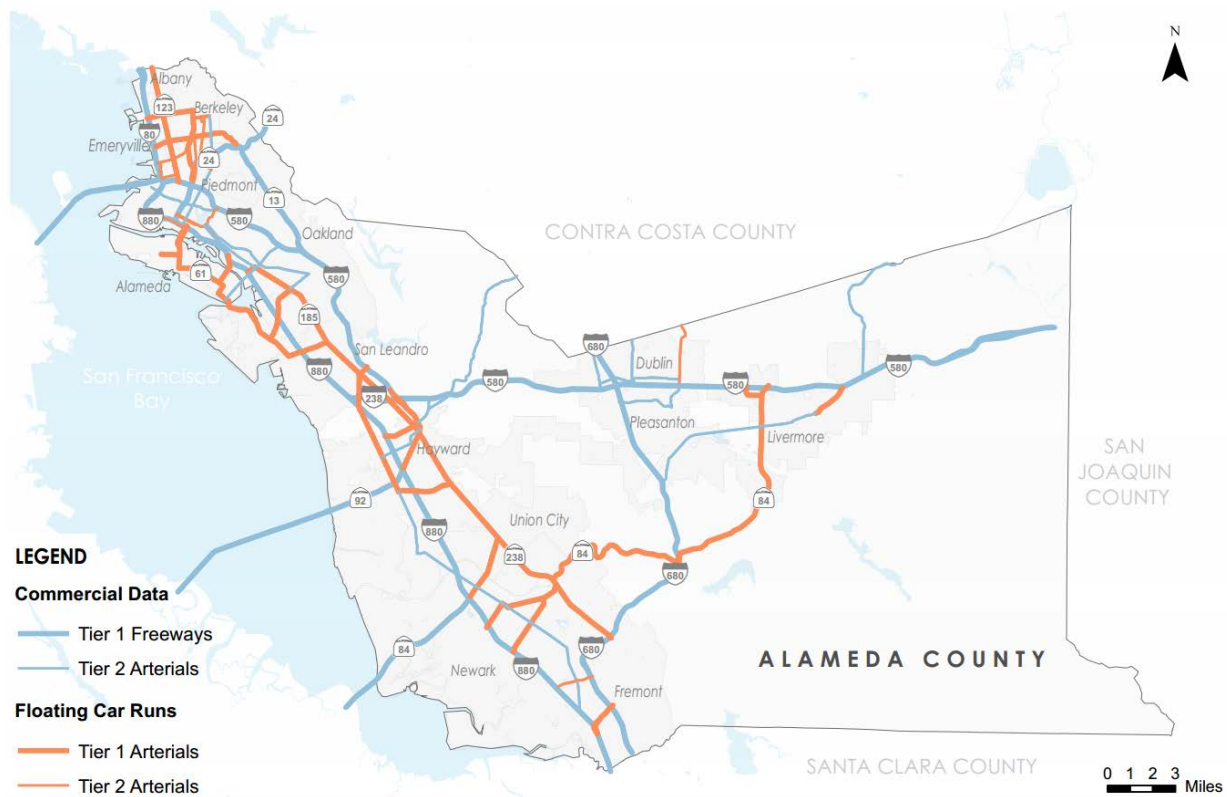 N
Albany
123
Berkeley
24
80
Emeryville
24
Piedmont
13
880
580
Oakland
CONTRA COSTA COUNTY
61
580
Alameda
185
San Leandro
680
Dublin
880
San Francisco
Bay
580
580
580
238
Pleasanton
Livermore
Hayward
SAN
JOAQUIN
COUNTY
92
84
880
Union City
238
84
680
84
680
Newark
880
Fremont
ALAMEDA COUNTY
SANTA CLARA COUNTY
LEGEND
Commercial Data
Tier 1 Freeways
Tier 2 Arterials
Floating Car Runs
Tier 1 Arterials
Tier 2 Arterials
0 1 2 3
Miles